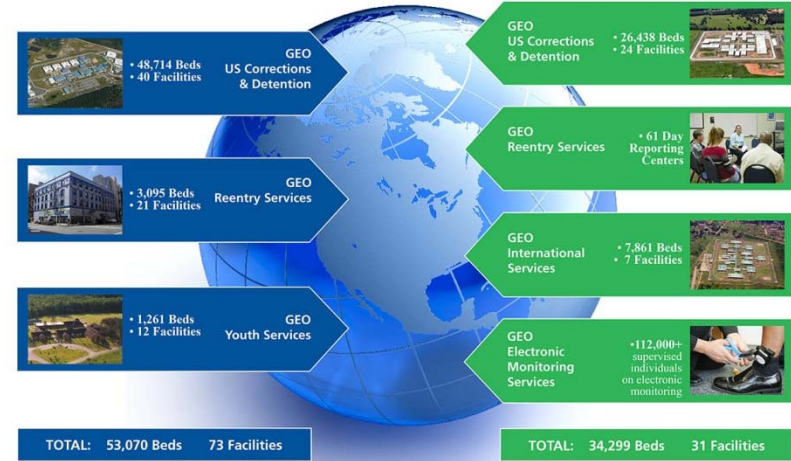 GEO
US Corrections
& Detention
• 48,714 Beds
• 40 Facilities
GEO
Reentry Services
• 3,095 Beds
• 21 Facilities
GEO
Youth Services
• 1,261 Beds
• 12 Facilities
TOTAL: 53,070 Beds 73 Facilities
GEO
US Corrections
& Detention
• 26,438 Beds
• 24 Facilities
GEO
Reentry Services
• 61 Day
Reporting
Centers
GEO
International
Services
• 7,861 Beds
• 7 Facilities
GEO
Electronic
Monitoring
Services
•112,000+
supervised
individuals
on electronic
monitoring
TOTAL: 34,299 Beds 31 Facilities